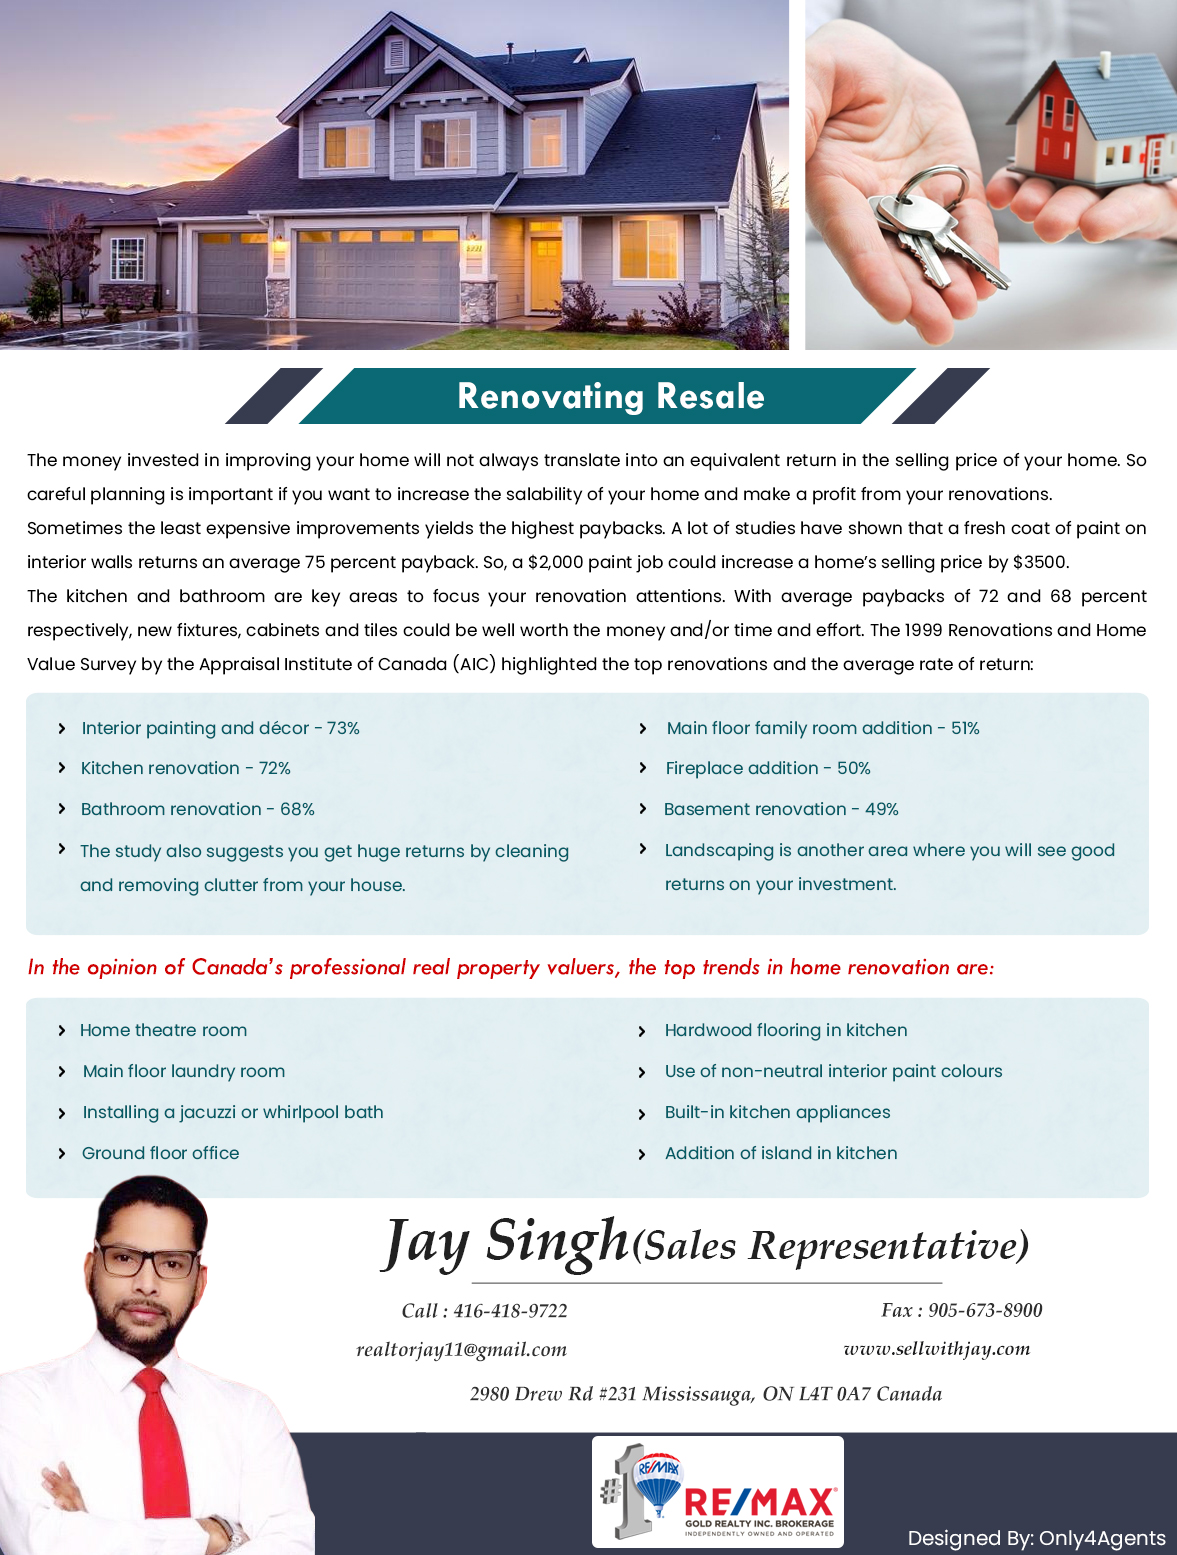 Renovating Resale
The money invested in improving your home will not always translate into an equivalent return in the selling price of your home. So
careful planning is important if you want to increase the salability of your home and make a profit from your renovations.
Sometimes the least expensive improvements yields the highest paybacks. A lot of studies have shown that a fresh coat of paint on
interior walls returns an average 75 percent payback. So, a $2,000 paint job could increase a home’s selling price by $3500.
The kitchen and bathroom are key areas to focus your renovation attentions. With average paybacks of 72 and 68 percent
respectively, new fixtures, cabinets and tiles could be well worth the money and/or time and effort. The 1999 Renovations and Home
Value Survey by the Appraisal Institute of Canada (AIC) highlighted the top renovations and the average rate of return:
Interior painting and décor - 73%
Kitchen renovation - 72%
Bathroom renovation - 68%
The study also suggests you get huge returns by cleaning
and removing clutter from your house.
Main floor family room addition - 51%
Fireplace addition - 50%
Basement renovation - 49%
Landscaping is another area where you will see good
returns on your investment.
In the opinion of Canada’s professional real property valuers, the top trends in home renovation are:
Home theatre room
Main floor laundry room
Installing a jacuzzi or whirlpool bath
Ground floor office
Hardwood flooring in kitchen
Use of non-neutral interior paint colours
Built-in kitchen appliances
Addition of island in kitchen
Jay Singh(Sales Representative)
Call : 416-418-9722
Fax : 905-673-8900
realtorjay11@gmail.com
www.sellwithjay.com
2980 Drew Rd #231 Mississauga, ON L4T 0A7 Canada
#1
RE/MAX
RE/MAX®
GOLD REALTY INC. BROKERAGE
INDEPENDENTLY OWNED AND OPERATED
Designed By: Only4Agents